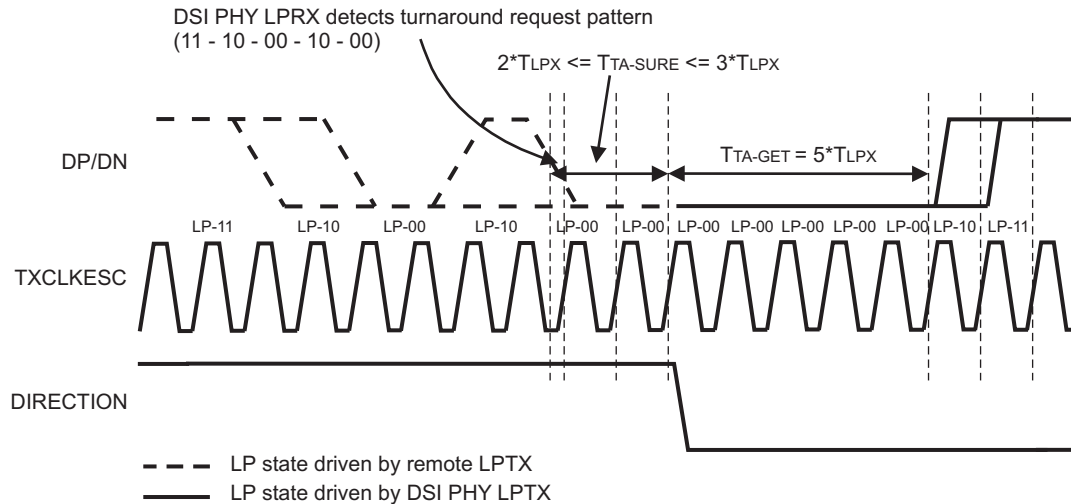 DSI PHY LPRX detects turnaround request pattern
(11 - 10 - 00 - 10 - 00)
2*TLPX <= TTA-SURE <= 3*TLPX
DP/DN
TTA-GET = 5*TLPX
LP-11 LP-10 LP-00 LP-10 LP-00 LP-00 LP-00 LP-00 LP-00 LP-00 LP-00 LP-10 LP-11
TXCLKESC
DIRECTION
LP state driven by remote LPTX
LP state driven by DSI PHY LPTX